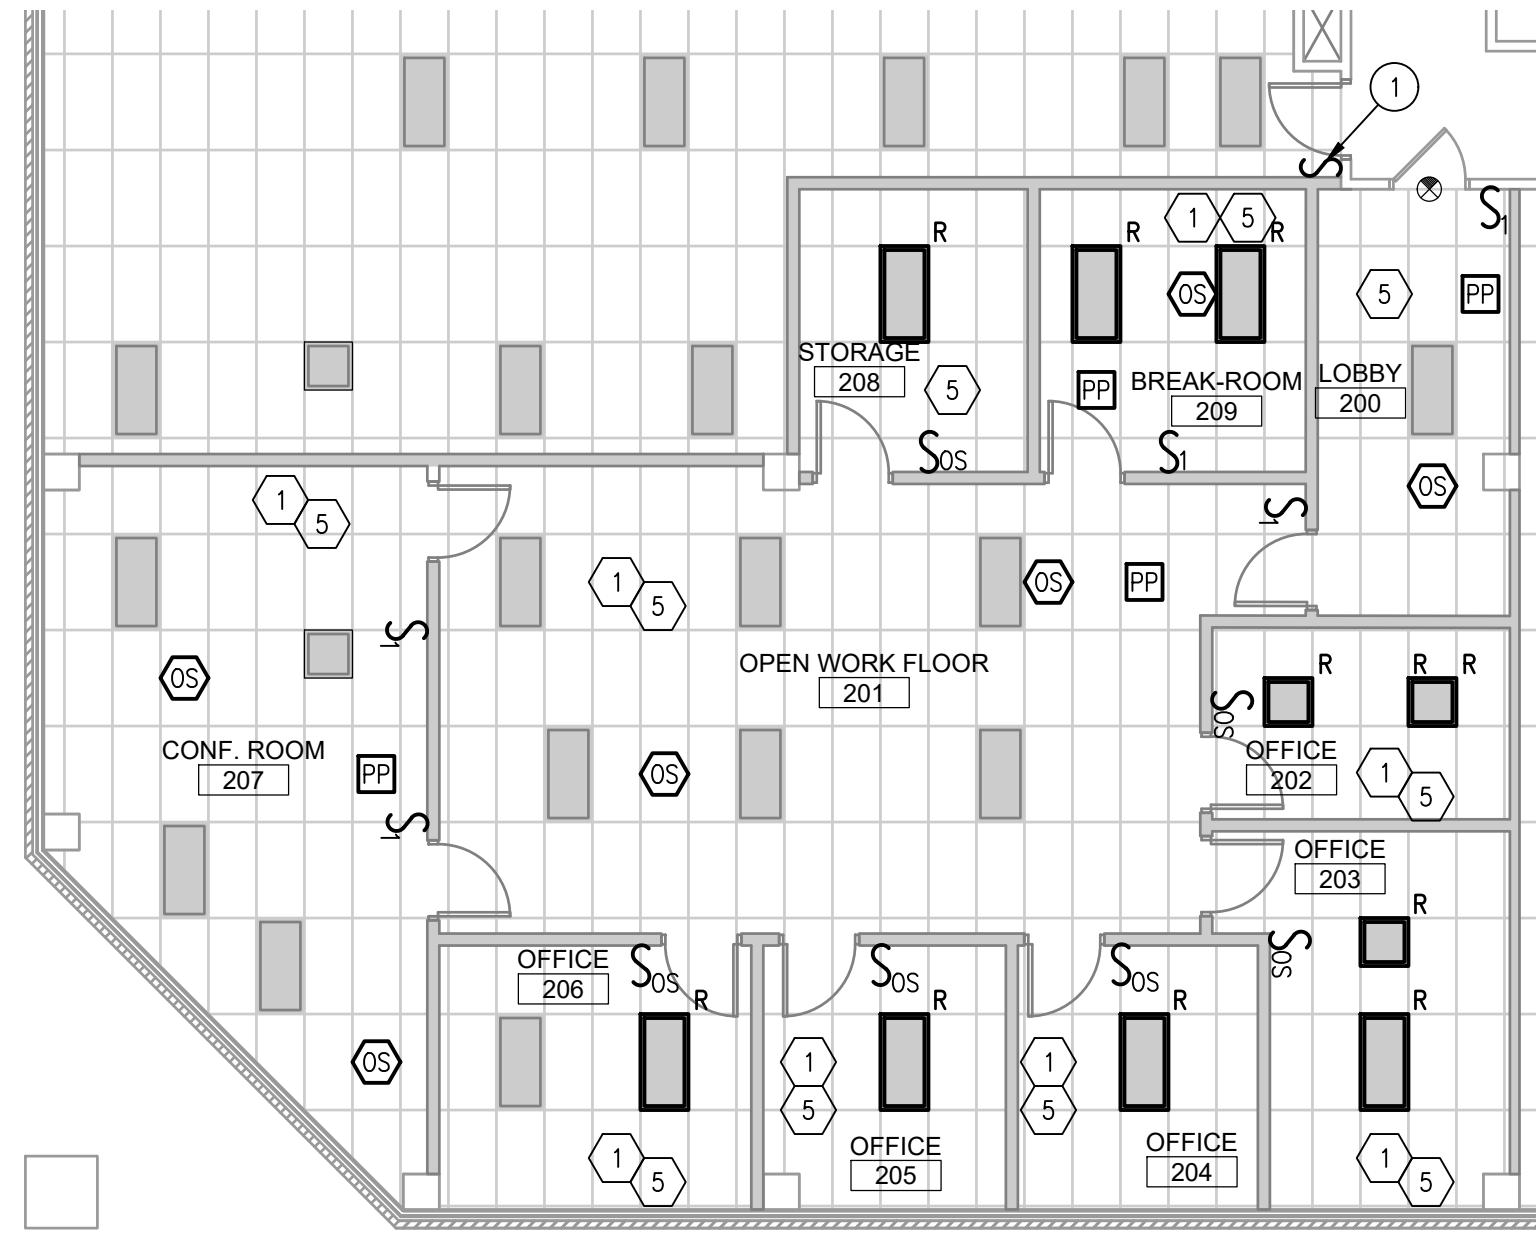 1
S
S1
R
R
1
5
R
5
PP
OS
STORAGE
208
5
PP
BREAK-ROOM
209
LOBBY
200
SOS
S1
OS
1
5
S1
1
5
OS
PP
S1
OS
OPEN WORK FLOOR
201
R
R
R
SOS
OFFICE
202
1
5
CONF. ROOM
207
PP
OS
S1
OFFICE
203
R
SOS
OFFICE
206
SOS
R
SOS
R
SOS
R
R
OS
1
5
1
5
OFFICE
205
OFFICE
204
1
5
1
5